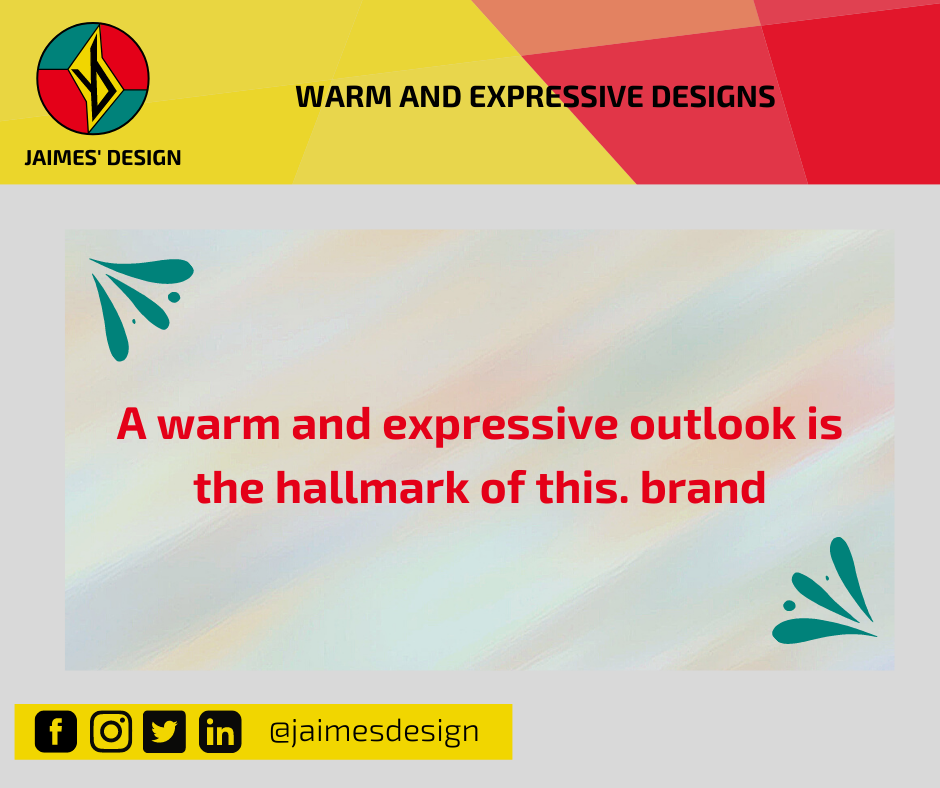 JAIMES' DESIGN
WARM AND EXPRESSIVE DESIGNS
A warm and expressive outlook is
the hallmark of this. brand
@jaimesdesign